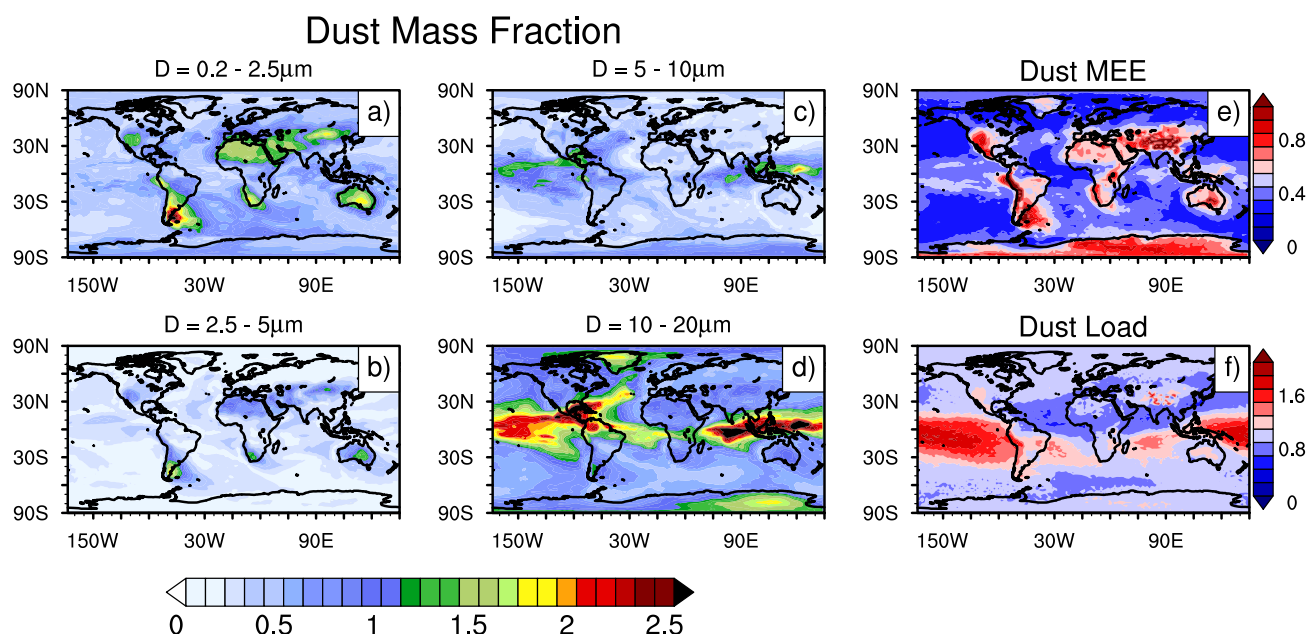 Dust Mass Fraction
D = 0.2 - 2.5μm
D = 5 - 10μm
Dust MEE
90N
30N
30S
90S
150W
30W
90E
a)
90N
30N
30S
90S
150W
30W
90E
c)
90N
30N
30S
90S
150W
30W
90E
e)
0.8
0.4
0
D = 2.5 - 5μm
D = 10 - 20μm
Dust Load
90N
30N
30S
90S
150W
30W
90E
b)
90N
30N
30S
90S
150W
30W
90E
d)
90N
30N
30S
90S
150W
30W
90E
f)
1.6
0.8
0
0 0.5 1 1.5 2 2.5